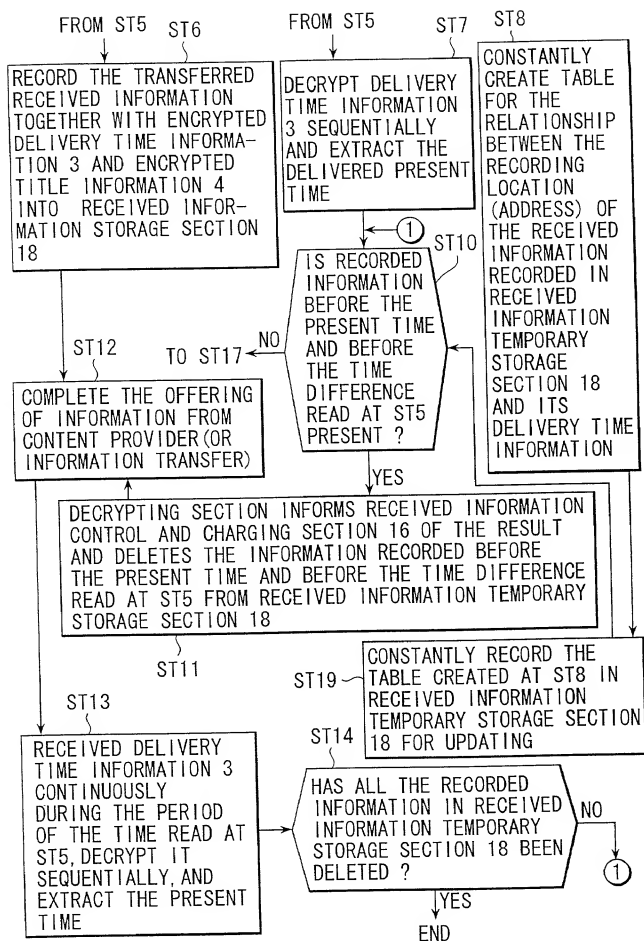 FROM ST5
ST6
RECORD THE TRANSFERRED
RECEIVED INFORMATION
TOGETHER WITH ENCRYPTED
DELIVERY TIME INFORMA-
TION 3 AND ENCRYPTED
TITLE INFORMATION 4
INTO RECEIVED INFOR-
MATION STORAGE SECTION
18
FROM ST5
ST7
DECRYPT DELIVERY
TIME INFORMATION
3 SEQUENTIALLY
AND EXTRACT THE
DELIVERED PRESENT
TIME
ST8
CONSTANTLY
CREATE TABLE
FOR THE
RELATIONSHIP
BETWEEN THE
RECORDING
LOCATION
(ADDRESS) OF
THE RECEIVED
INFORMATION
RECORDED IN
RECEIVED
INFORMATION
TEMPORARY
STORAGE
SECTION 18
AND ITS
DELIVERY TIME
INFORMATION
1
ST10
IS RECORDED
INFORMATION
BEFORE THE
PRESENT TIME
AND BEFORE
THE TIME
DIFFERENCE
READ AT ST5
PRESENT ?
NO
TO ST17
YES
ST12
COMPLETE THE OFFERING
OF INFORMATION FROM
CONTENT PROVIDER(OR
INFORMATION TRANSFER)
DECRYPTING SECTION INFORMS RECEIVED INFORMATION
CONTROL AND CHARGING SECTION 16 OF THE RESULT
AND DELETES THE INFORMATION RECORDED BEFORE
THE PRESENT TIME AND BEFORE THE TIME DIFFERENCE
READ AT ST5 FROM RECEIVED INFORMATION TEMPORARY
STORAGE SECTION 18
ST11
ST19
CONSTANTLY RECORD THE
TABLE CREATED AT ST8 IN
RECEIVED INFORMATION
TEMPORARY STORAGE SECTION
18 FOR UPDATING
ST13
RECEIVED DELIVERY
TIME INFORMATION 3
CONTINUOUSLY
DURING THE PERIOD
OF THE TIME READ AT
ST5, DECRYPT IT
SEQUENTIALLY, AND
EXTRACT THE PRESENT
TIME
ST14
HAS ALL THE RECORDED
INFORMATION IN RECEIVED
INFORMATION TEMPORARY
STORAGE SECTION 18 BEEN
DELETED ?
NO
1
YES
END